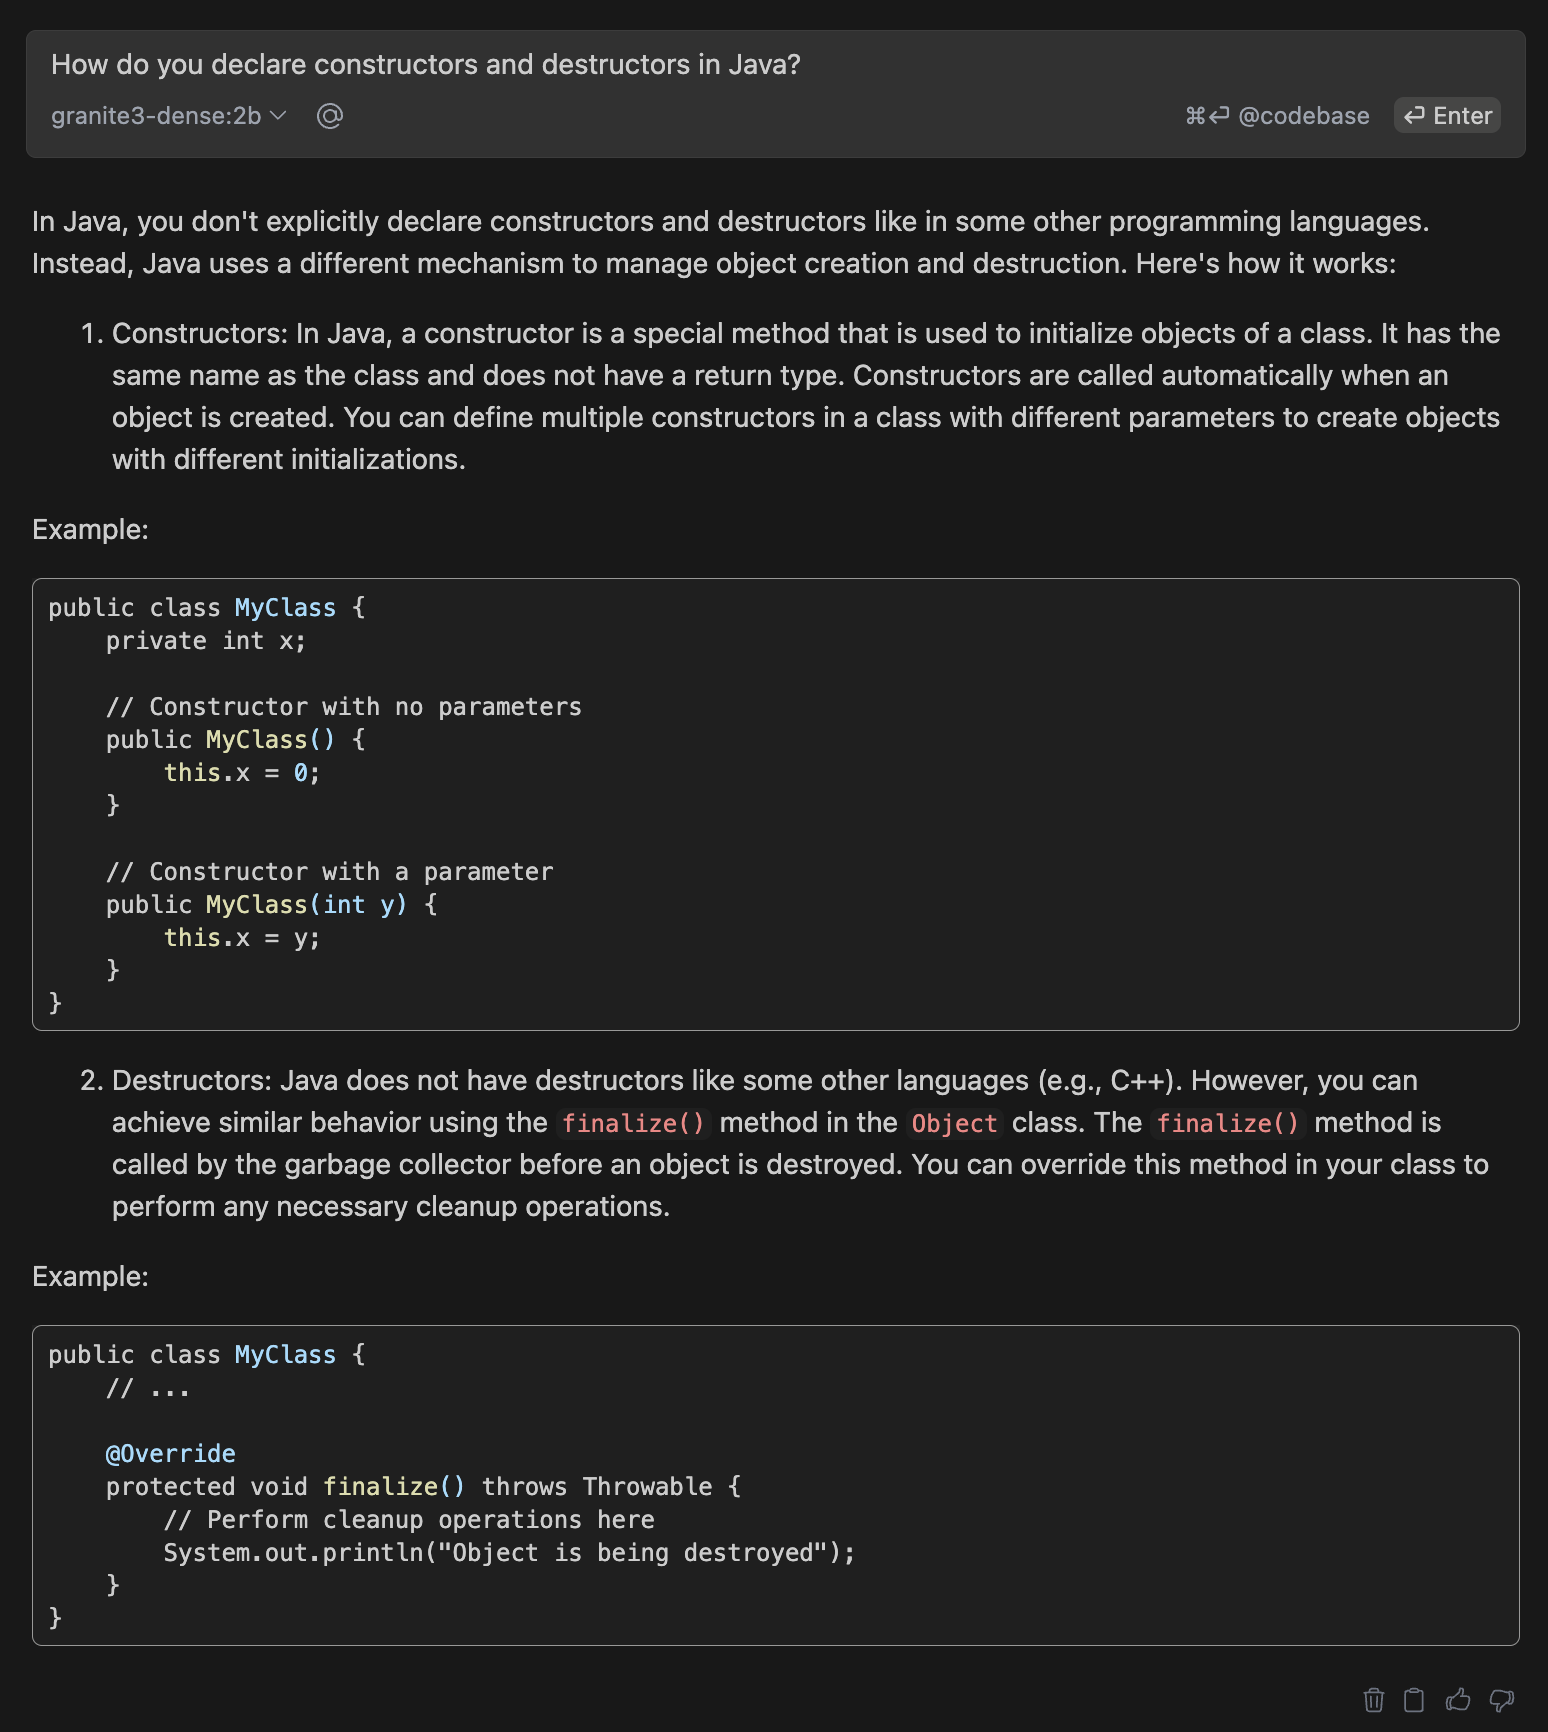 How do you declare constructors and destructors in Java?
granite3-dense:2b @ ⌘⏎ @codebase ⏎ Enter
In Java, you don't explicitly declare constructors and destructors like in some other programming languages.
Instead, Java uses a different mechanism to manage object creation and destruction. Here's how it works:
1. Constructors: In Java, a constructor is a special method that is used to initialize objects of a class. It has the
same name as the class and does not have a return type. Constructors are called automatically when an
object is created. You can define multiple constructors in a class with different parameters to create objects
with different initializations.
Example:
public class MyClass {
    private int x;
    // Constructor with no parameters
    public MyClass() {
        this.x = 0;
    }
    // Constructor with a parameter
    public MyClass(int y) {
        this.x = y;
    }
}
2. Destructors: Java does not have destructors like some other languages (e.g., C++). However, you can
achieve similar behavior using the finalize() method in the Object class. The finalize() method is
called by the garbage collector before an object is destroyed. You can override this method in your class to
perform any necessary cleanup operations.
Example:
public class MyClass {
    // ...
    @Override
    protected void finalize() throws Throwable {
        // Perform cleanup operations here
        System.out.println("Object is being destroyed");
    }
}